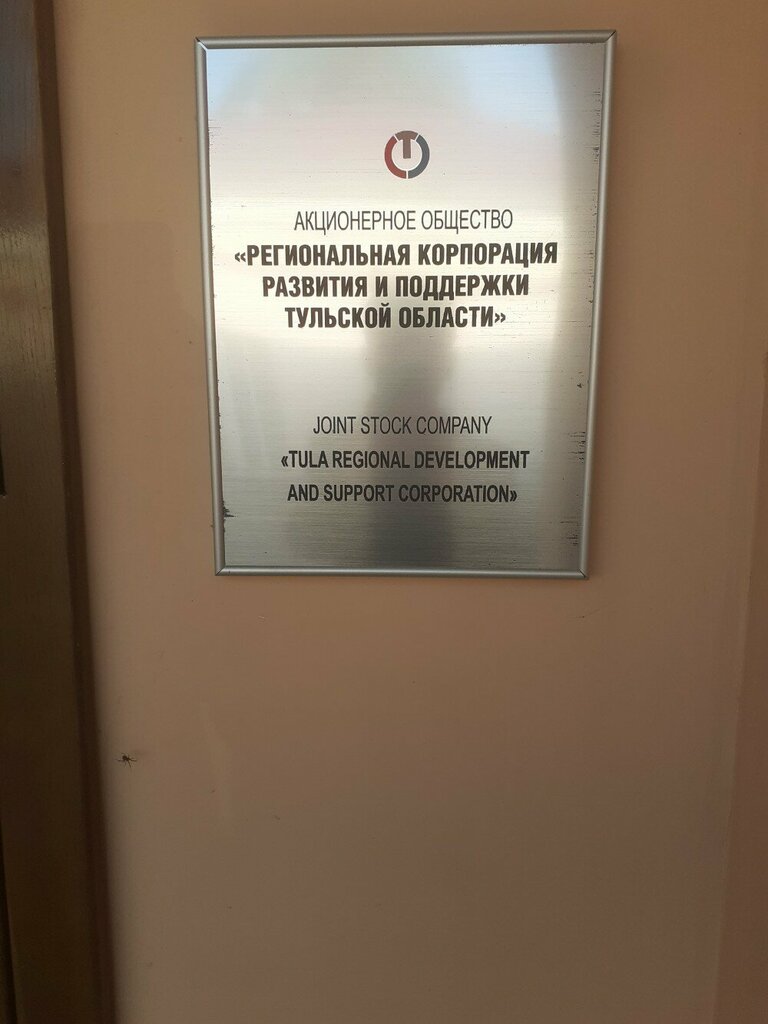 Т
АКЦИОНЕРНОЕ ОБЩЕСТВО
«РЕГИОНАЛЬНАЯ КОРПОРАЦИЯ
РАЗВИТИЯ И ПОДДЕРЖКИ
ТУЛЬСКОЙ ОБЛАСТИ»
JOINT STOCK COMPANY
«TULA REGIONAL DEVELOPMENT
AND SUPPORT CORPORATION»